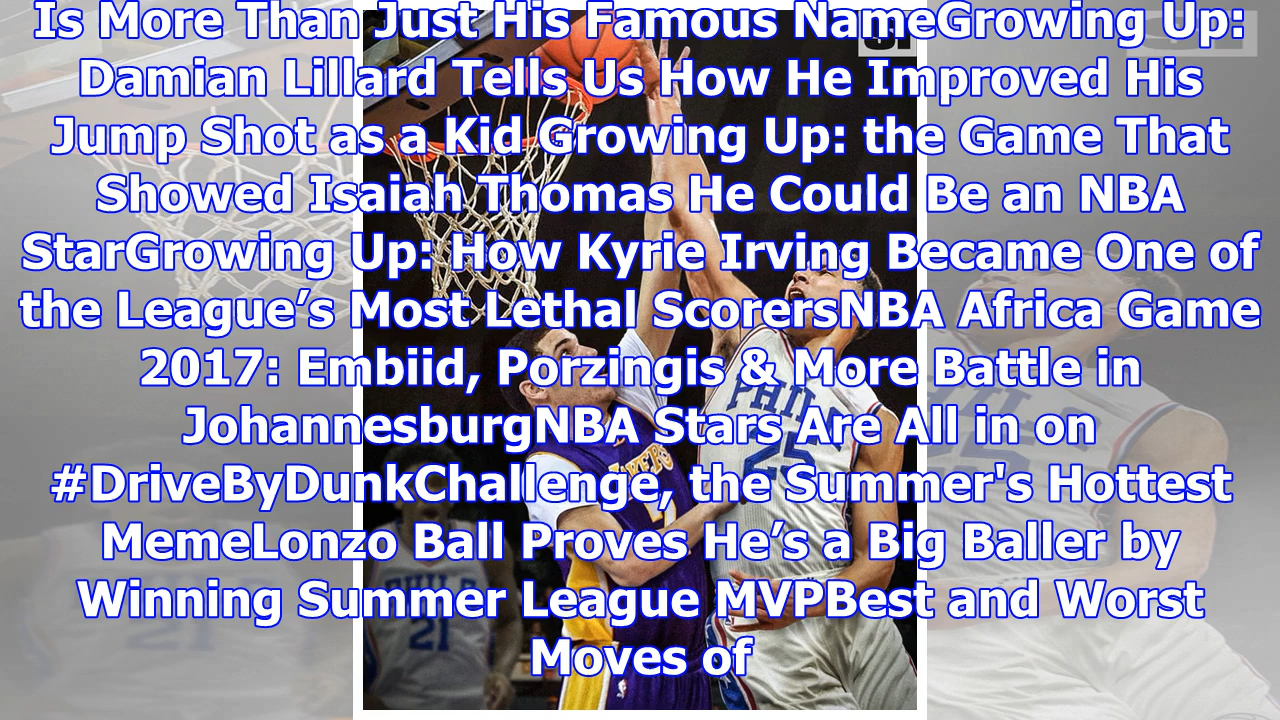 Is More Than Just His Famous NameGrowing Up:
Damian Lillard Tells Us How He Improved His
Jump Shot as a Kid Growing Up: the Game That
Showed Isaiah Thomas He Could Be an NBA
StarGrowing Up: How Kyrie Irving Became One of
the League’s Most Lethal ScorersNBA Africa Game
2017: Embiid, Porzingis & More Battle in
JohannesburgNBA Stars Are All in on
#DriveByDunkChallenge, the Summer's Hottest
MemeLonzo Ball Proves He’s a Big Baller by
Winning Summer League MVPBest and Worst
Moves of
PHILA
25
21